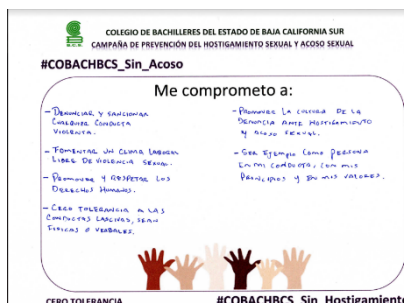 COLEGIO DE BACHILLERES DEL ESTADO DE BAJA CALIFORNIA SUR
CAMPAÑA DE PREVENCIÓN DEL HOSTIGAMIENTO SEXUAL Y ACOSO SEXUAL
#COBACHBCS_Sin_Acoso
Me comprometo a:
- DENUNCIAR Y SANCIONAR
CUALQUIER CONDUCTA
VIOLENTA.
- FOMENTAR UN CLIMA LABORAL
LIBRE DE VIOLENCIA SEXUAL.
- PROMOVER Y RESPETAR LOS
DERECHOS HUMANOS.
- CERO TOLERANCIA A LAS
CONDUCTAS LASCIVAS, SEAN
FISICAS O VERBALES.
- PROMOVER LA CULTURA DE LA
DENUNCIA ANTE HOSTIGAMIENTO
Y ACOSO SEXUAL.
- SER EJEMPLO COMO PERSONA
EN MI CONDUCTA, CON MIS
PRINCIPIOS Y EN MIS VALORES.
CERO TOLERANCIA
#COBACHBCS_Sin_Hostigamiento